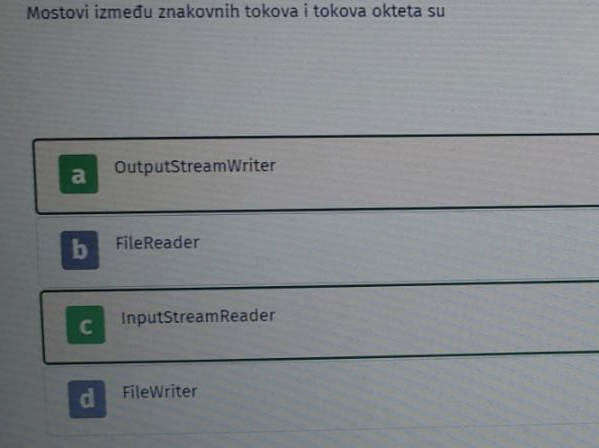 Mostovi između znakovnih tokova i tokova okteta su
a OutputStreamWriter
b FileReader
c InputStreamReader
d FileWriter